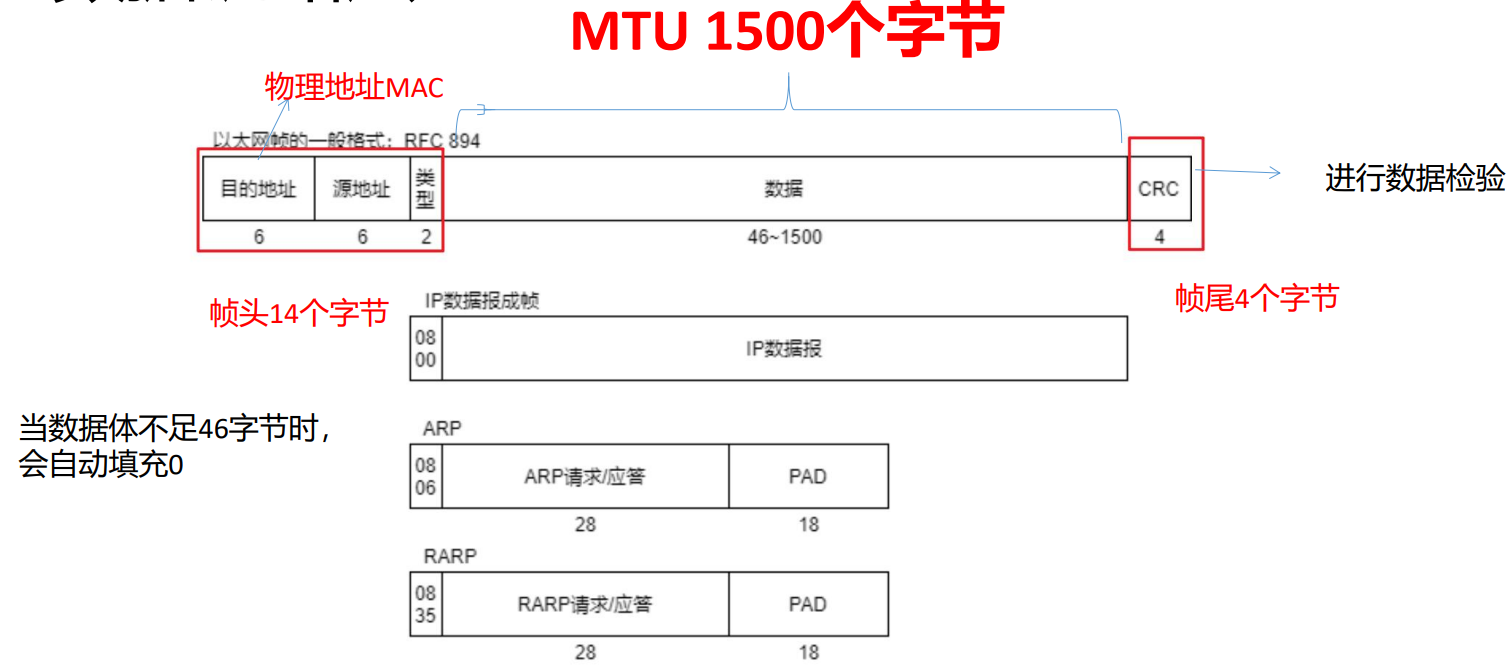 MTU 1500个字节
物理地址MAC
以太网帧的一般格式：RFC 894
目的地址 源地址 类型 数据 CRC
进行数据检验
6 6 2 46~1500 4
IP数据报成帧
帧头14个字节
帧尾4个字节
08
00
IP数据报
当数据体不足46字节时，
会自动填充0
ARP
08
06
ARP请求/应答 PAD
28 18
RARP
08
35
RARP请求/应答 PAD
28 18